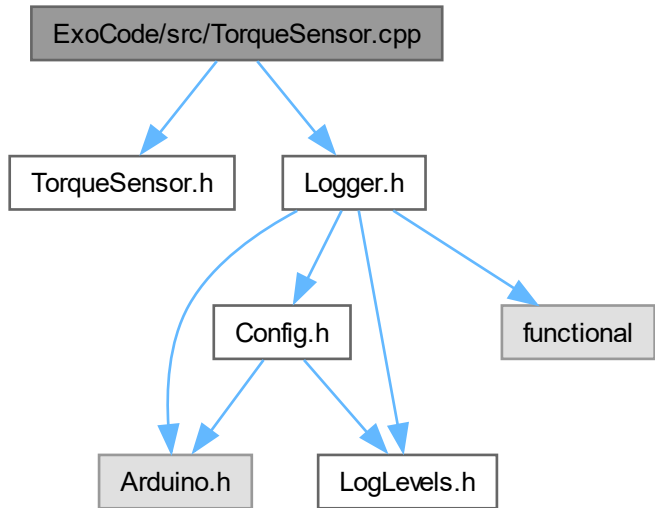 ExoCode/src/TorqueSensor.cpp
TorqueSensor.h
Logger.h
Config.h
functional
Arduino.h
LogLevels.h